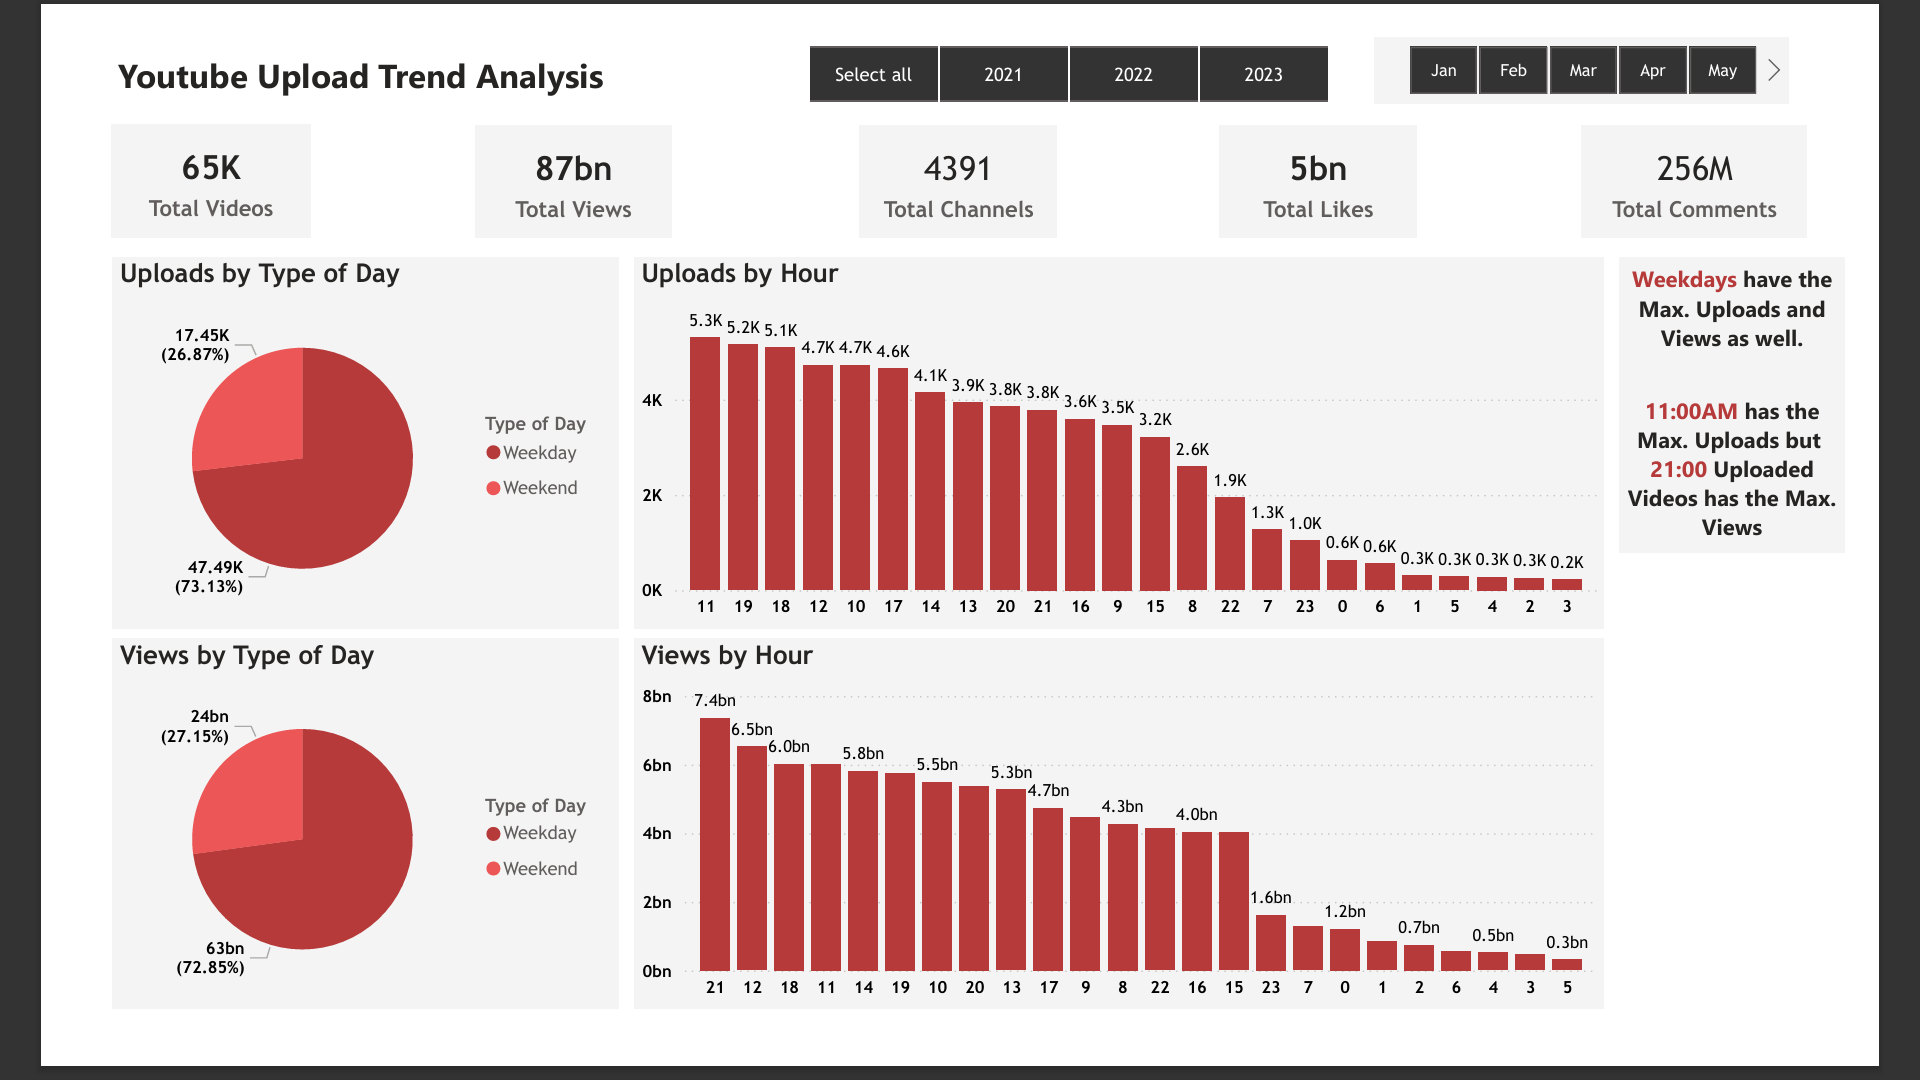 Youtube Upload Trend Analysis
Select all 2021 2022 2023
Jan Feb Mar Apr May
65K
Total Videos
87bn
Total Views
4391
Total Channels
5bn
Total Likes
256M
Total Comments
Uploads by Type of Day
17.45K
(26.87%)
47.49K
(73.13%)
Type of Day
Weekday
Weekend
Uploads by Hour
5.3K 5.2K 5.1K 4.7K 4.7K 4.6K 4.1K 3.9K 3.8K 3.8K 3.6K 3.5K 3.2K 2.6K 1.9K 1.3K 1.0K 0.6K 0.6K 0.3K 0.3K 0.3K 0.3K 0.2K
4K
2K
0K
11 19 18 12 10 17 14 13 20 21 16 9 15 8 22 7 23 0 6 1 5 4 2 3
Weekdays have the
Max. Uploads and
Views as well.
11:00AM has the
Max. Uploads but
21:00 Uploaded
Videos has the Max.
Views
Views by Type of Day
24bn
(27.15%)
63bn
(72.85%)
Type of Day
Weekday
Weekend
Views by Hour
8bn
6bn
4bn
2bn
0bn
7.4bn 6.5bn 6.0bn 5.8bn 5.5bn 5.3bn 4.7bn 4.3bn 4.0bn 1.6bn 1.2bn 0.7bn 0.5bn 0.3bn
21 12 18 11 14 19 10 20 13 17 9 8 22 16 15 23 7 0 1 2 6 4 3 5